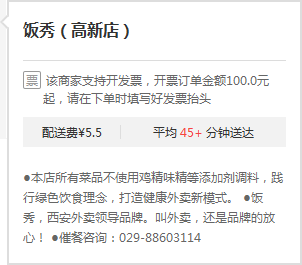 饭秀（高新店）
票 该商家支持开发票，开票订单金额100.0元
起，请在下单时填写好发票抬头
配送费¥5.5 平均 45+ 分钟送达
●本店所有菜品不使用鸡精味精等添加剂调料，践
行绿色饮食理念，打造健康外卖新模式。 ●饭
秀，西安外卖领导品牌。叫外卖，还是品牌的放
心！ ●催餐咨询：029-88603114